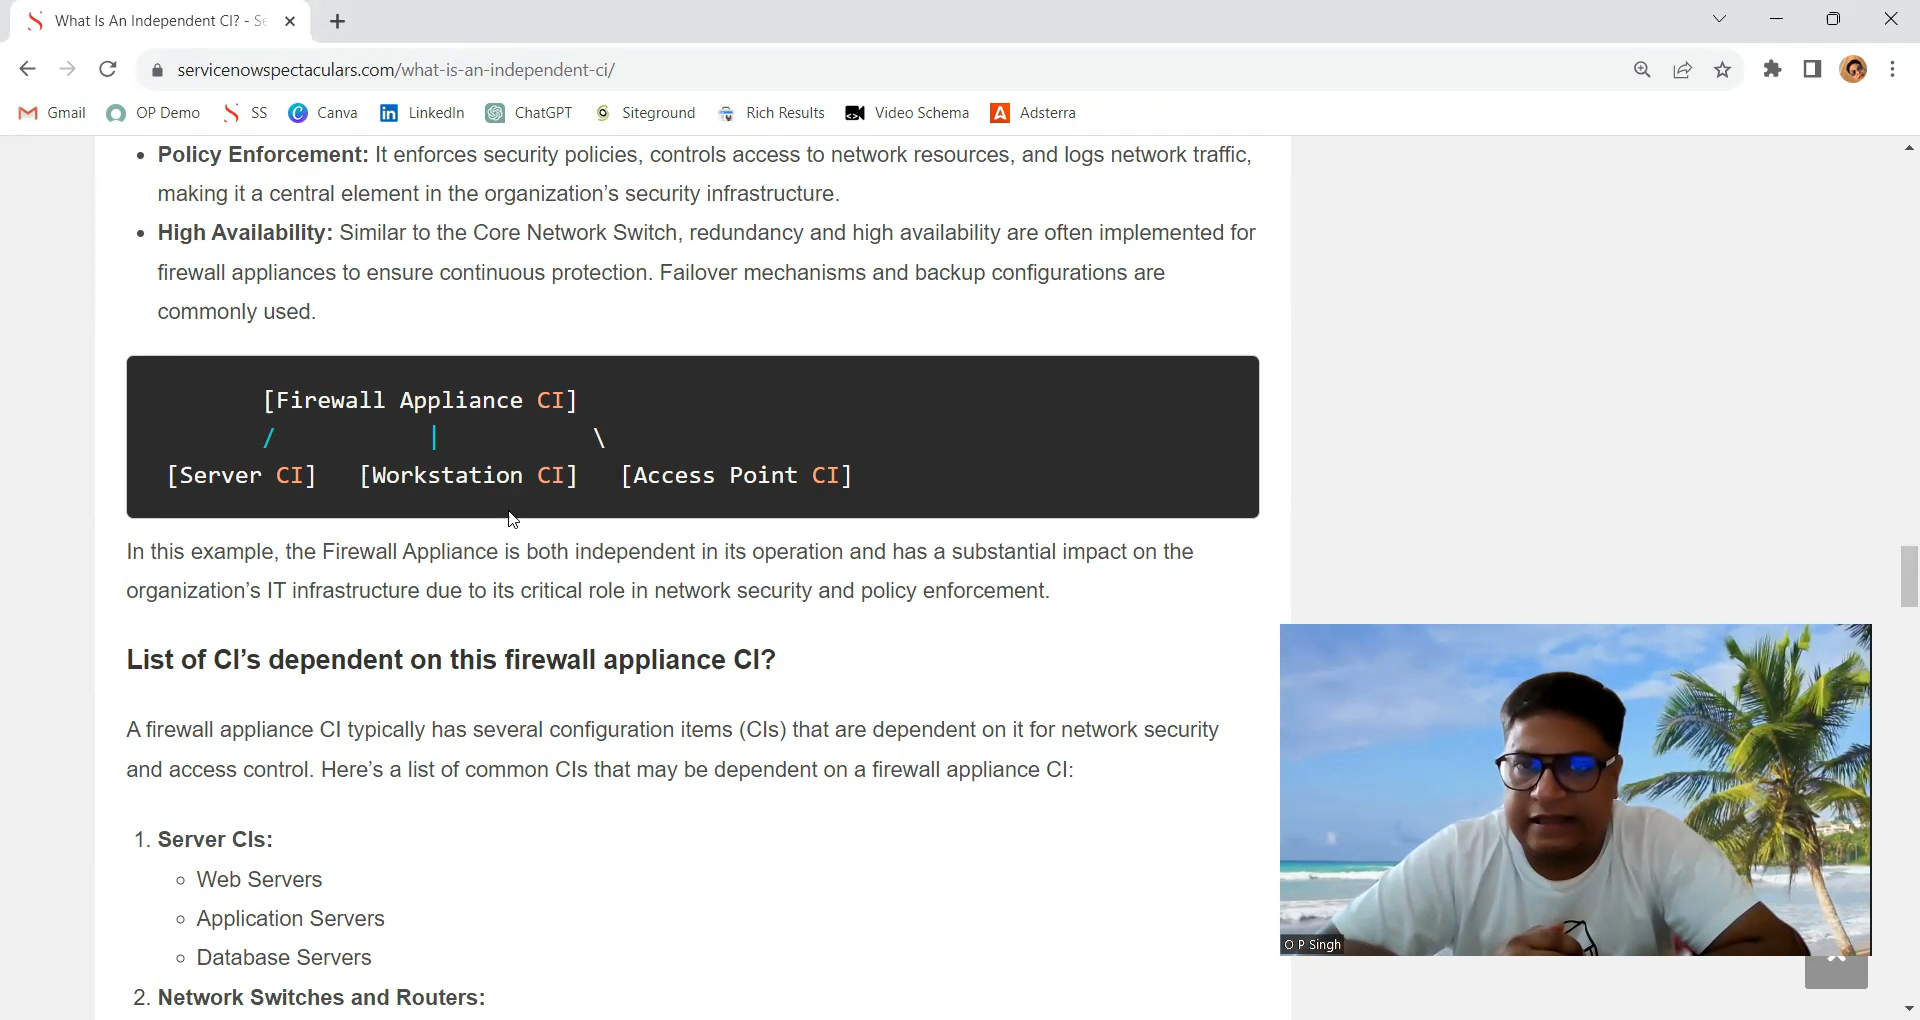 What Is An Independent CI? - Se
servicenowspectaculars.com/what-is-an-independent-ci/
Gmail OP Demo SS Canva LinkedIn ChatGPT Siteground Rich Results Video Schema Adsterra
• Policy Enforcement: It enforces security policies, controls access to network resources, and logs network traffic,
making it a central element in the organization’s security infrastructure.
• High Availability: Similar to the Core Network Switch, redundancy and high availability are often implemented for
firewall appliances to ensure continuous protection. Failover mechanisms and backup configurations are
commonly used.
[Firewall Appliance CI]
/ | \
[Server CI] [Workstation CI] [Access Point CI]
In this example, the Firewall Appliance is both independent in its operation and has a substantial impact on the
organization’s IT infrastructure due to its critical role in network security and policy enforcement.
List of CI’s dependent on this firewall appliance CI?
A firewall appliance CI typically has several configuration items (CIs) that are dependent on it for network security
and access control. Here’s a list of common CIs that may be dependent on a firewall appliance CI:
1. Server CIs:
Web Servers
Application Servers
Database Servers
2. Network Switches and Routers:
O P Singh